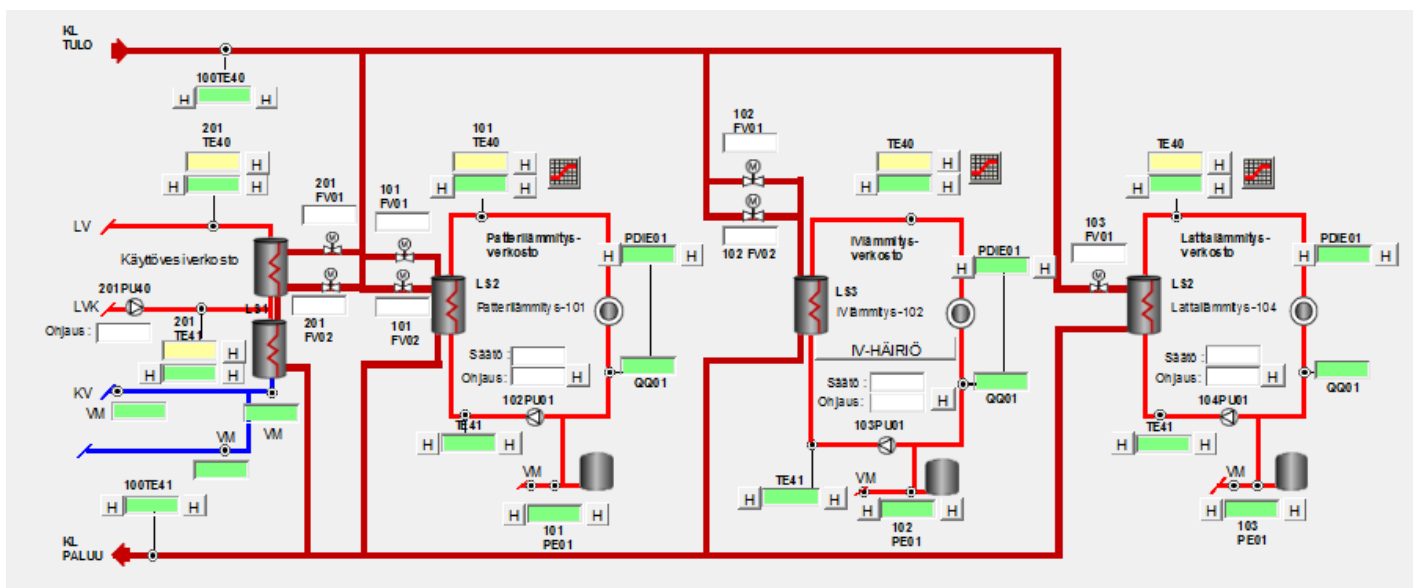 KL
TULO
100TE40
H
H
201
TE40
H
H
H
LV
Käyttövesiverkosto
201
FV01
101
FV01
201PU40
LVK
Ohjaus :
LS1
201
TE41
H
H
H
201
FV02
101
FV02
KV
VM
VM
VM
100TE41
H
H
KL
PALUU
101
TE40
H
H
H
Patterilämmitys-
verkosto
PDIE01
H
H
LS2
Patterilämmitys-101
Säätö :
Ohjaus :
H
QQ01
102PU01
TE41
H
H
VM
H
H
101
PE01
102
FV01
102 FV02
TE40
H
H
H
IVlämmitys-
verkosto
PDIE01
H
H
LS3
IVlämmitys-102
IV-HÄIRIÖ
Säätö :
Ohjaus :
H
QQ01
103PU01
TE41
H
H
VM
H
H
102
PE01
103
FV01
TE40
H
H
H
Lattialämmitys-
verkosto
PDIE01
H
H
LS2
Lattialämmitys-104
Säätö :
Ohjaus :
H
QQ01
104PU01
TE41
H
H
VM
H
H
103
PE01
M
M
M
M
M
M
M